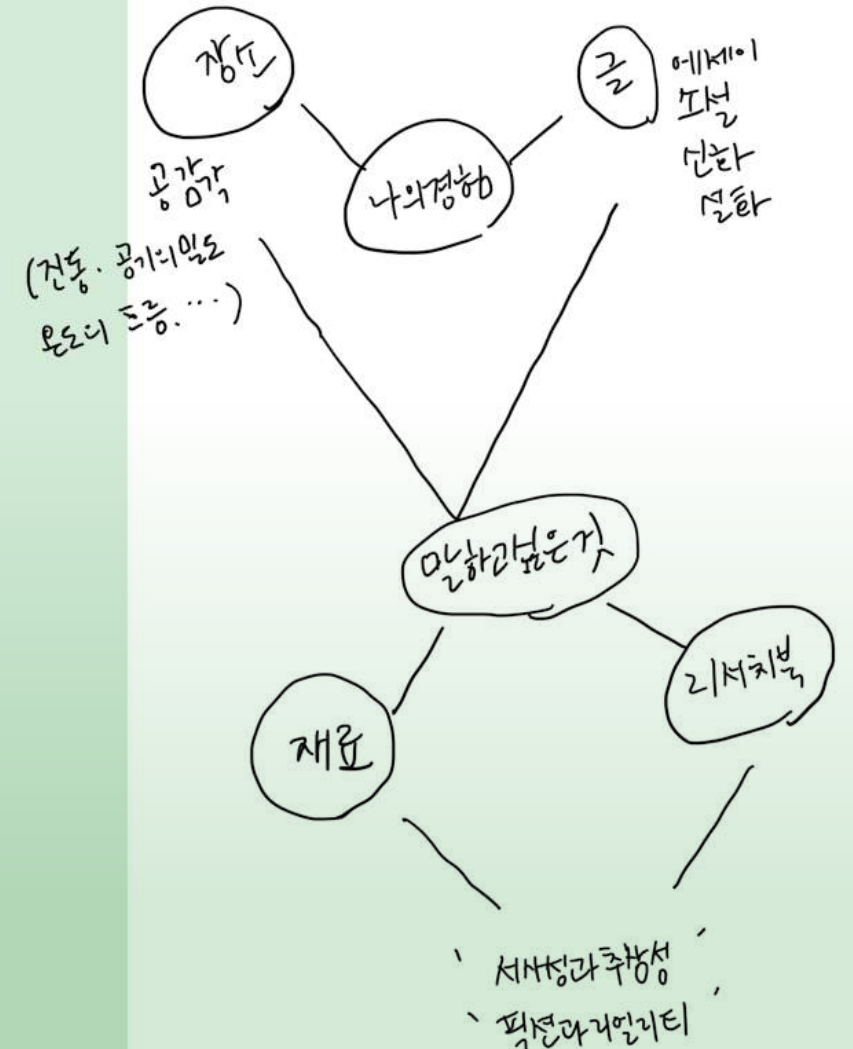 장소
글
에세이
소설
신화
설화
나의경험
공감각
(진동. 공기의밀도
온도의 흐름. ...)
말하고싶은것
리서치북
재료
' 서사성과 추상성 '
' 픽션과 리얼리티 '